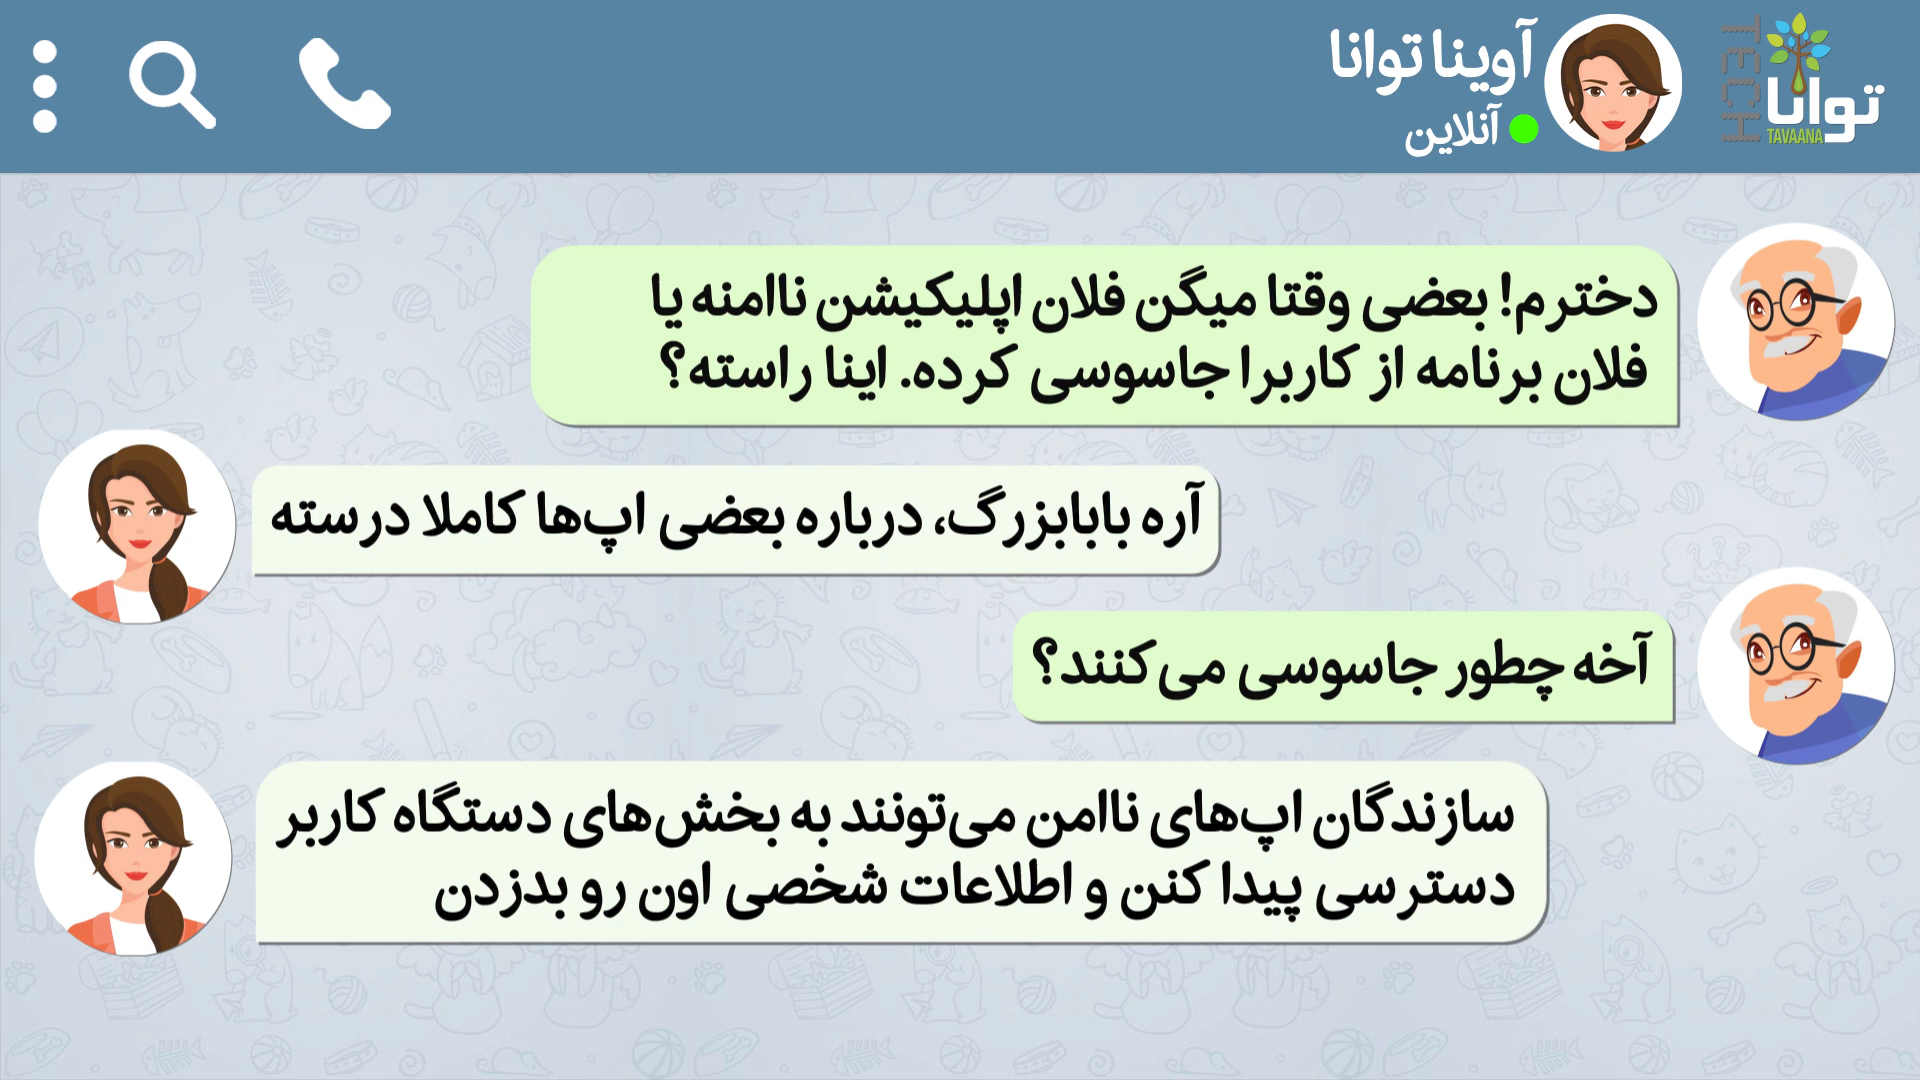 آوینا توانا
آنلاین
توانا
TAVAANA
TECH
دخترم! بعضی وقتا میگن فلان اپلیکیشن ناامنه یا
فلان برنامه از کاربرا جاسوسی کرده. اینا راسته؟
آره بابابزرگ، درباره بعضی اپ‌ها کاملا درسته
آخه چطور جاسوسی می‌کنند؟
سازندگان اپ‌های ناامن می‌تونند به بخش‌های دستگاه کاربر
دسترسی پیدا کنن و اطلاعات شخصی اون رو بدزدن